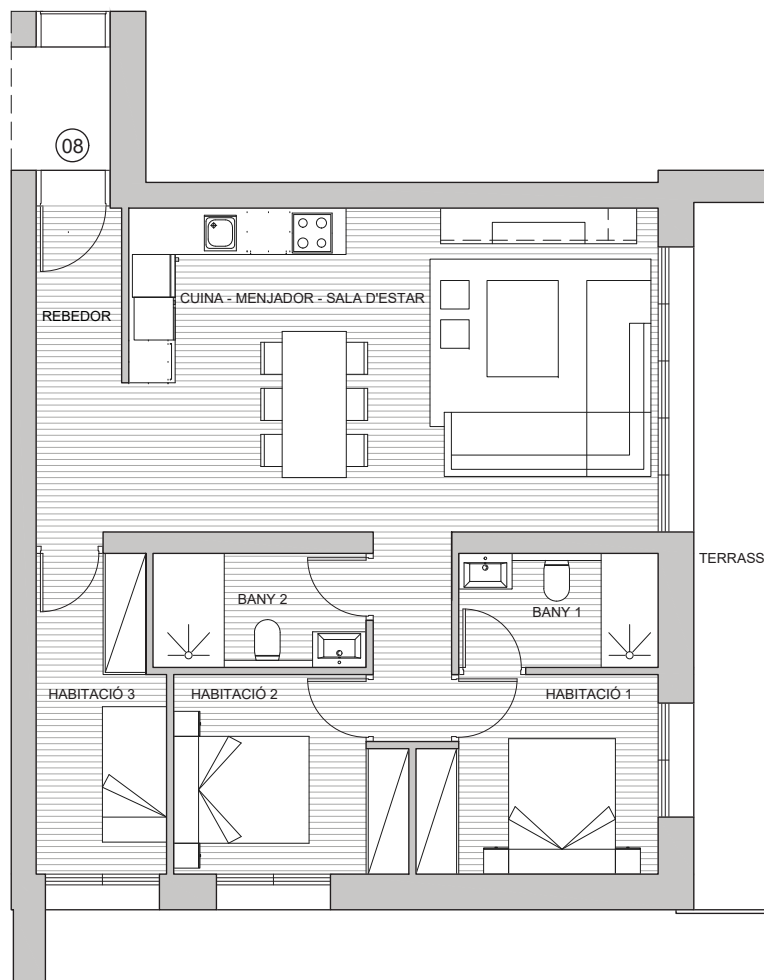 08
CUINA - MENJADOR - SALA D'ESTAR
REBEDOR
TERRASS
BANY 2
BANY 1
HABITACIÓ 3
HABITACIÓ 2
HABITACIÓ 1